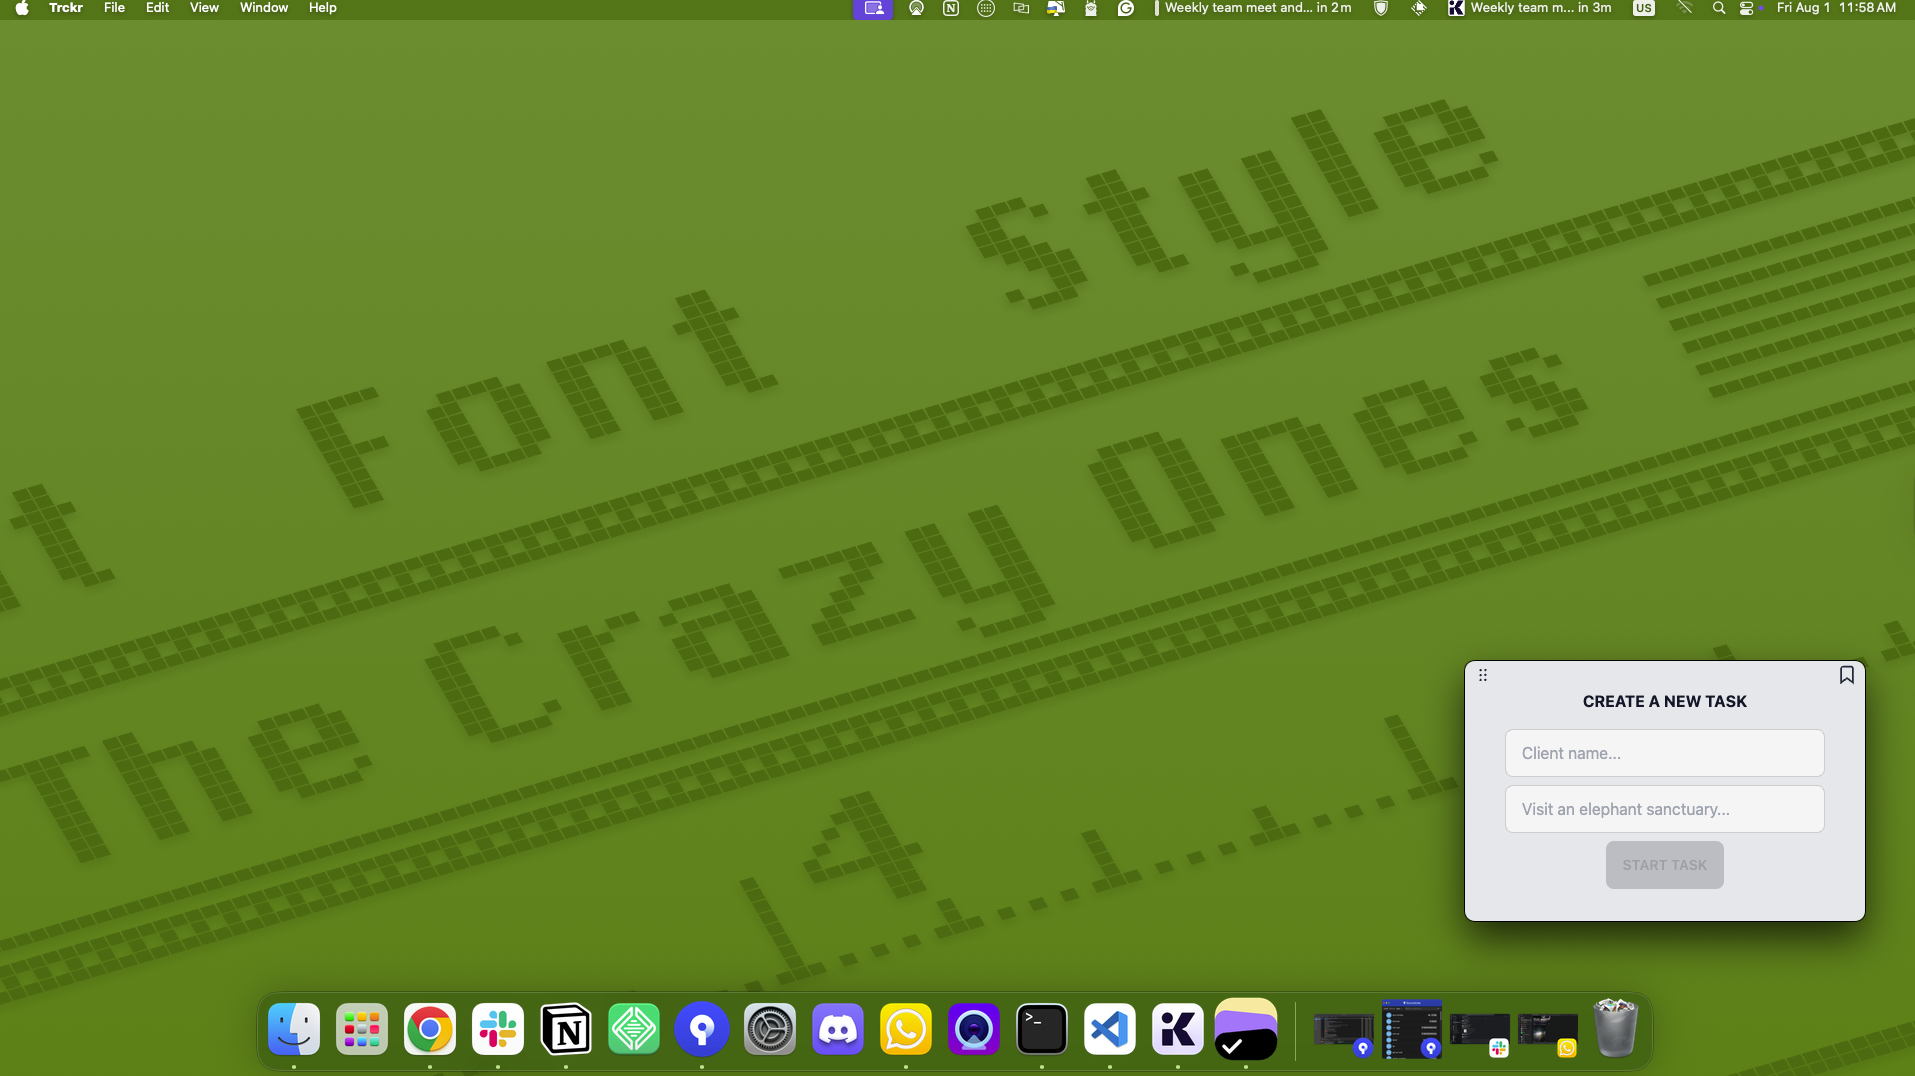 Trckr File Edit View Window Help
Weekly team meet and... in 2 m
Weekly team m... in 3m
US
Fri Aug 1 11:58 AM
Font Style
The Crazy Ones
CREATE A NEW TASK
Client name...
Visit an elephant sanctuary...
START TASK